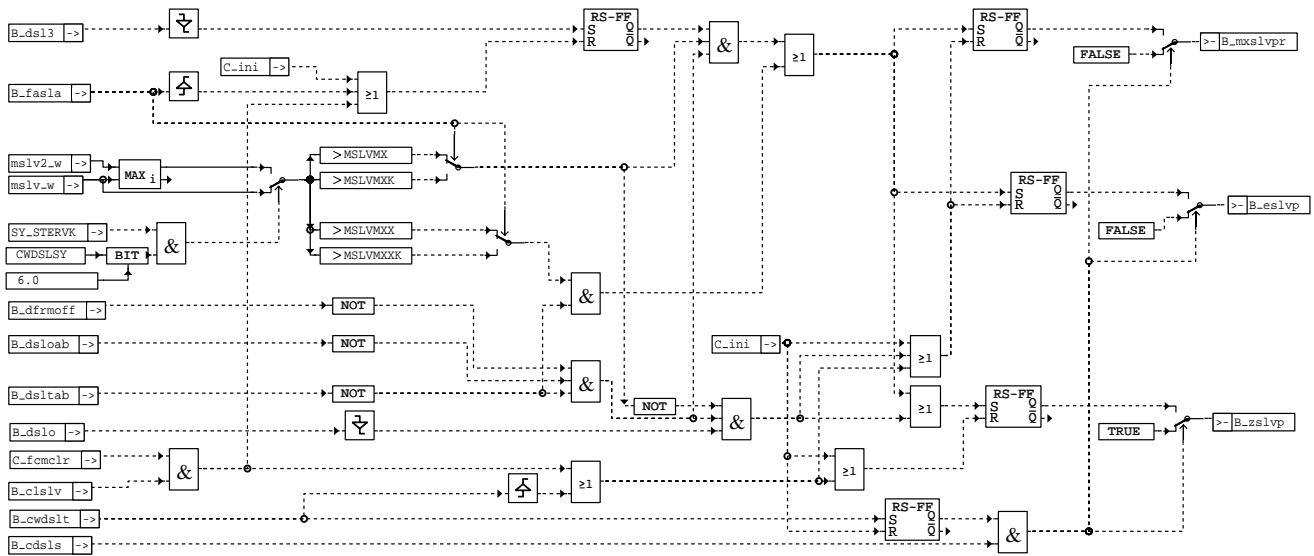 B_dsl3 ->
RS-FF
S Q
R Q
&
≥1
RS-FF
S Q
R Q
FALSE
>- B_mxslvpr
C_ini ->
B_fasla ->
≥1
mslv2_w ->
mslv_w ->
MAX i
>MSLVMX
>MSLVMXK
>MSLVMXX
>MSLVMXXK
SY_STERVK ->
CWDSLSY
BIT
&
6.0
RS-FF
S Q
R Q
FALSE
>- B_eslvp
B_dfrmoff ->
NOT
&
B_dsloab ->
NOT
&
C_ini ->
≥1
B_dsltab ->
NOT
NOT
&
≥1
RS-FF
S Q
R Q
TRUE
>- B_zslvp
B_dslo ->
C_fcmclr ->
&
B_clslv ->
≥1
≥1
B_cwdslt ->
RS-FF
S Q
R Q
&
B_cdsls ->